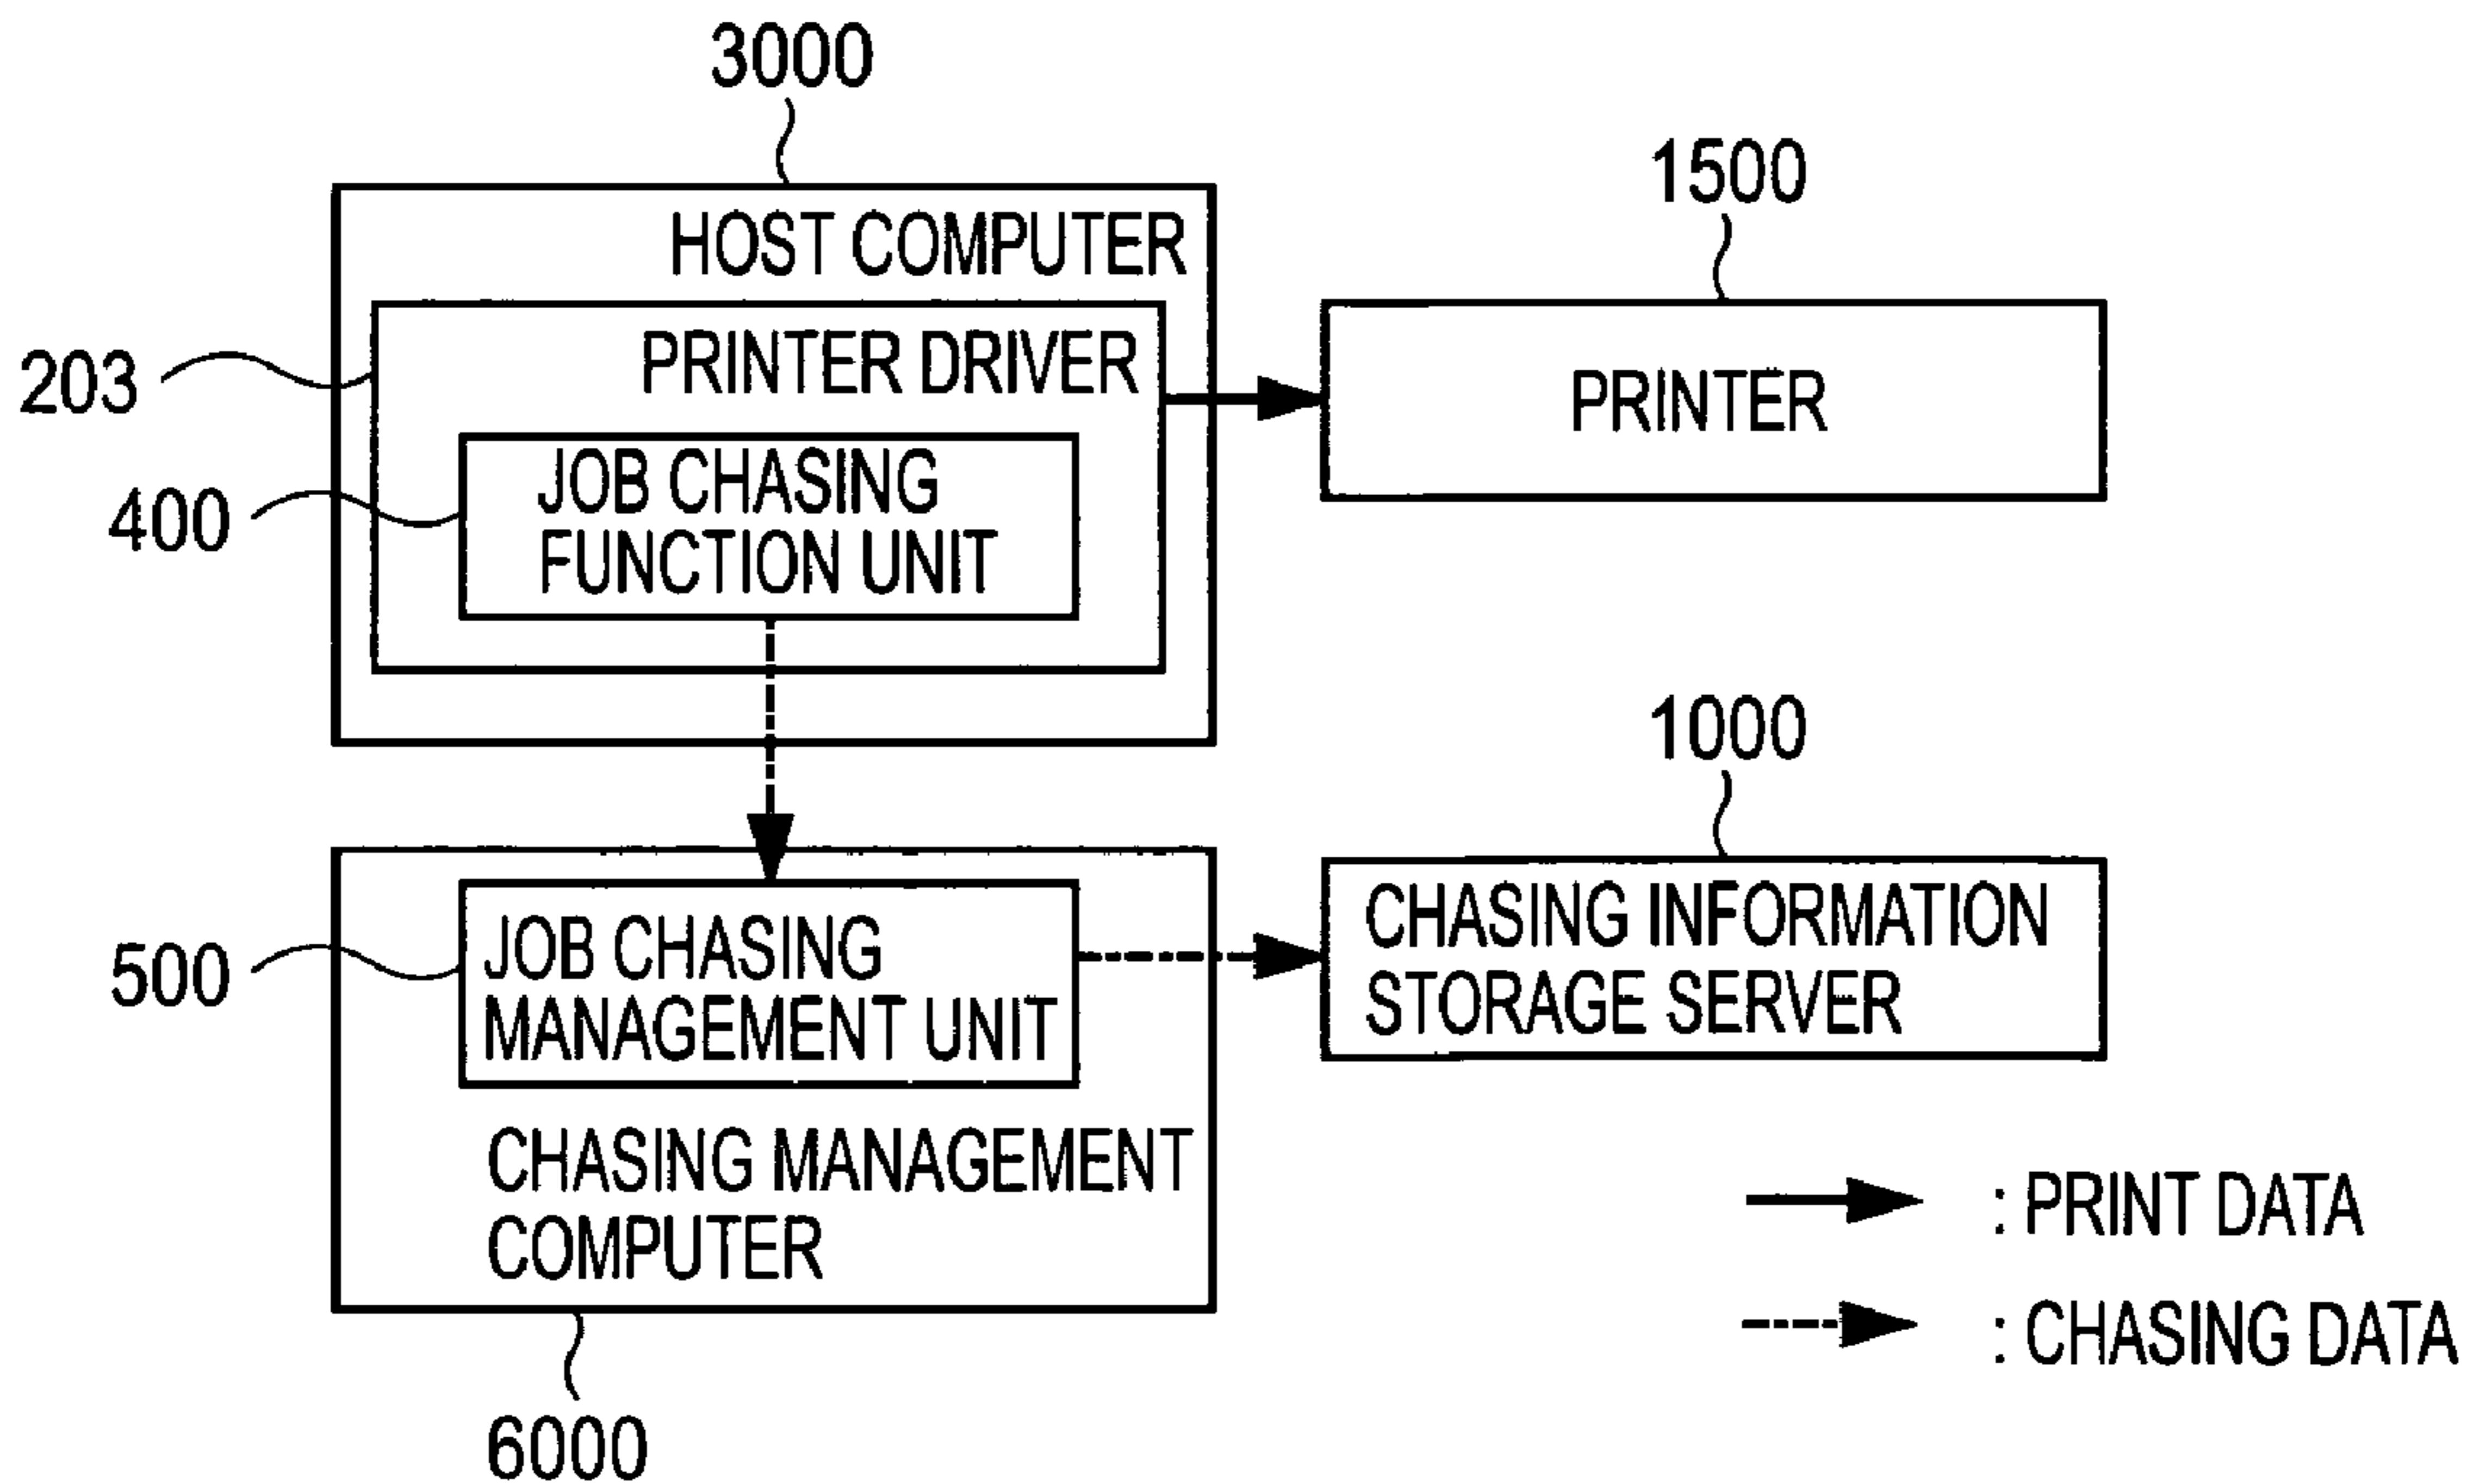 3000
HOST COMPUTER
1500
PRINTER DRIVER
203
PRINTER
JOB CHASING
FUNCTION UNIT
400
1000
JOB CHASING
MANAGEMENT UNIT
500
CHASING INFORMATION
STORAGE SERVER
CHASING MANAGEMENT
COMPUTER
: PRINT DATA
: CHASING DATA
6000